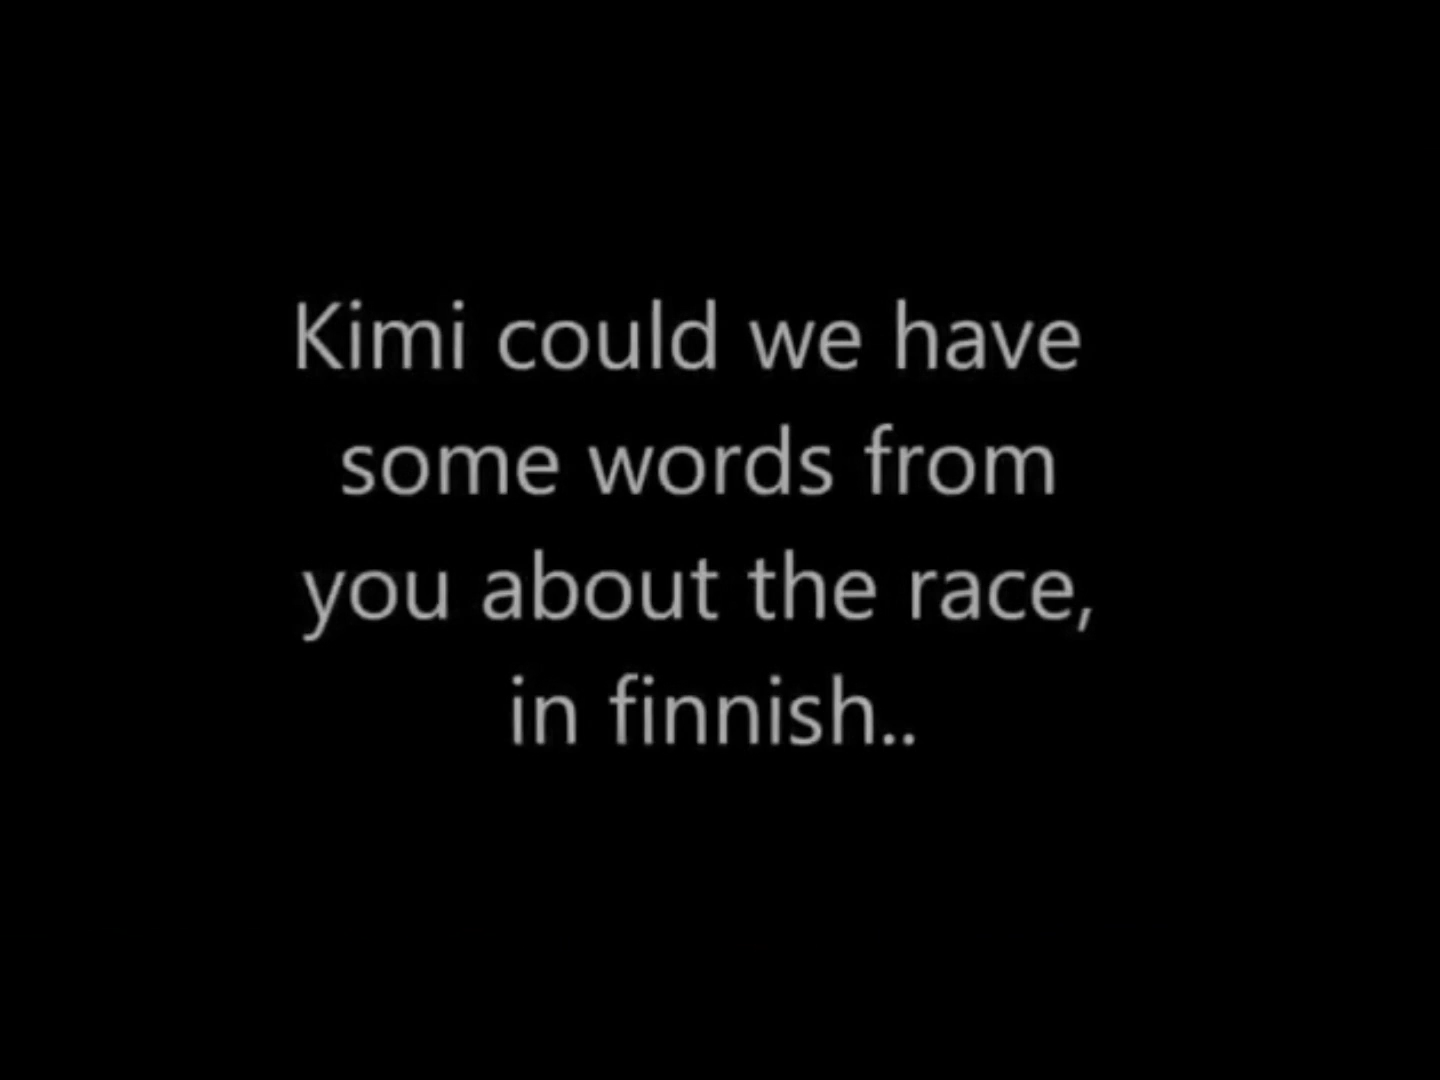 Kimi could we have
some words from
you about the race,
in finnish..